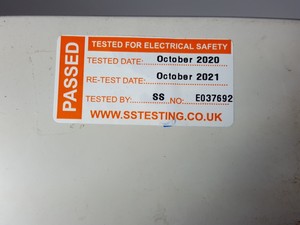 PASSED
TESTED FOR ELECTRICAL SAFETY
TESTED DATE: October 2020
RE-TEST DATE: October 2021
TESTED BY: SS NO: E037692
WWW.SSTESTING.CO.UK